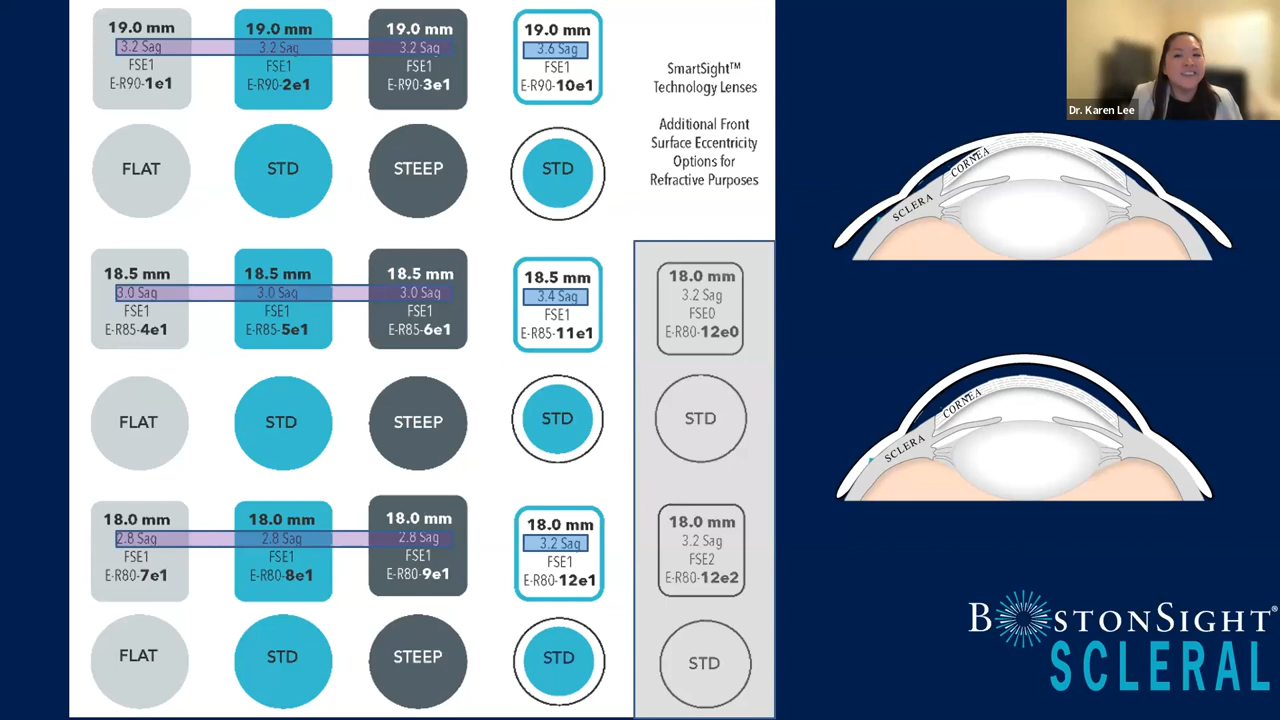 19.0 mm
3.2 Sag
FSE1
E-R90-1e1
19.0 mm
3.2 Sag
FSE1
E-R90-2e1
19.0 mm
3.2 Sag
FSE1
E-R90-3e1
19.0 mm
3.6 Sag
FSE1
E-R90-10e1
SmartSight™
Technology Lenses
Additional Front
Surface Eccentricity
Options for
Refractive Purposes
FLAT
STD
STEEP
STD
18.5 mm
3.0 Sag
FSE1
E-R85-4e1
18.5 mm
3.0 Sag
FSE1
E-R85-5e1
18.5 mm
3.0 Sag
FSE1
E-R85-6e1
18.5 mm
3.4 Sag
FSE1
E-R85-11e1
18.0 mm
3.2 Sag
FSE0
E-R80-12e0
FLAT
STD
STEEP
STD
STD
18.0 mm
2.8 Sag
FSE1
E-R80-7e1
18.0 mm
2.8 Sag
FSE1
E-R80-8e1
18.0 mm
2.8 Sag
FSE1
E-R80-9e1
18.0 mm
3.2 Sag
FSE1
E-R80-12e1
18.0 mm
3.2 Sag
FSE2
E-R80-12e2
FLAT
STD
STEEP
STD
STD
Dr. Karen Lee
CORNEA
SCLERA
CORNEA
SCLERA
BOSTONSIGHT®
SCLERAL